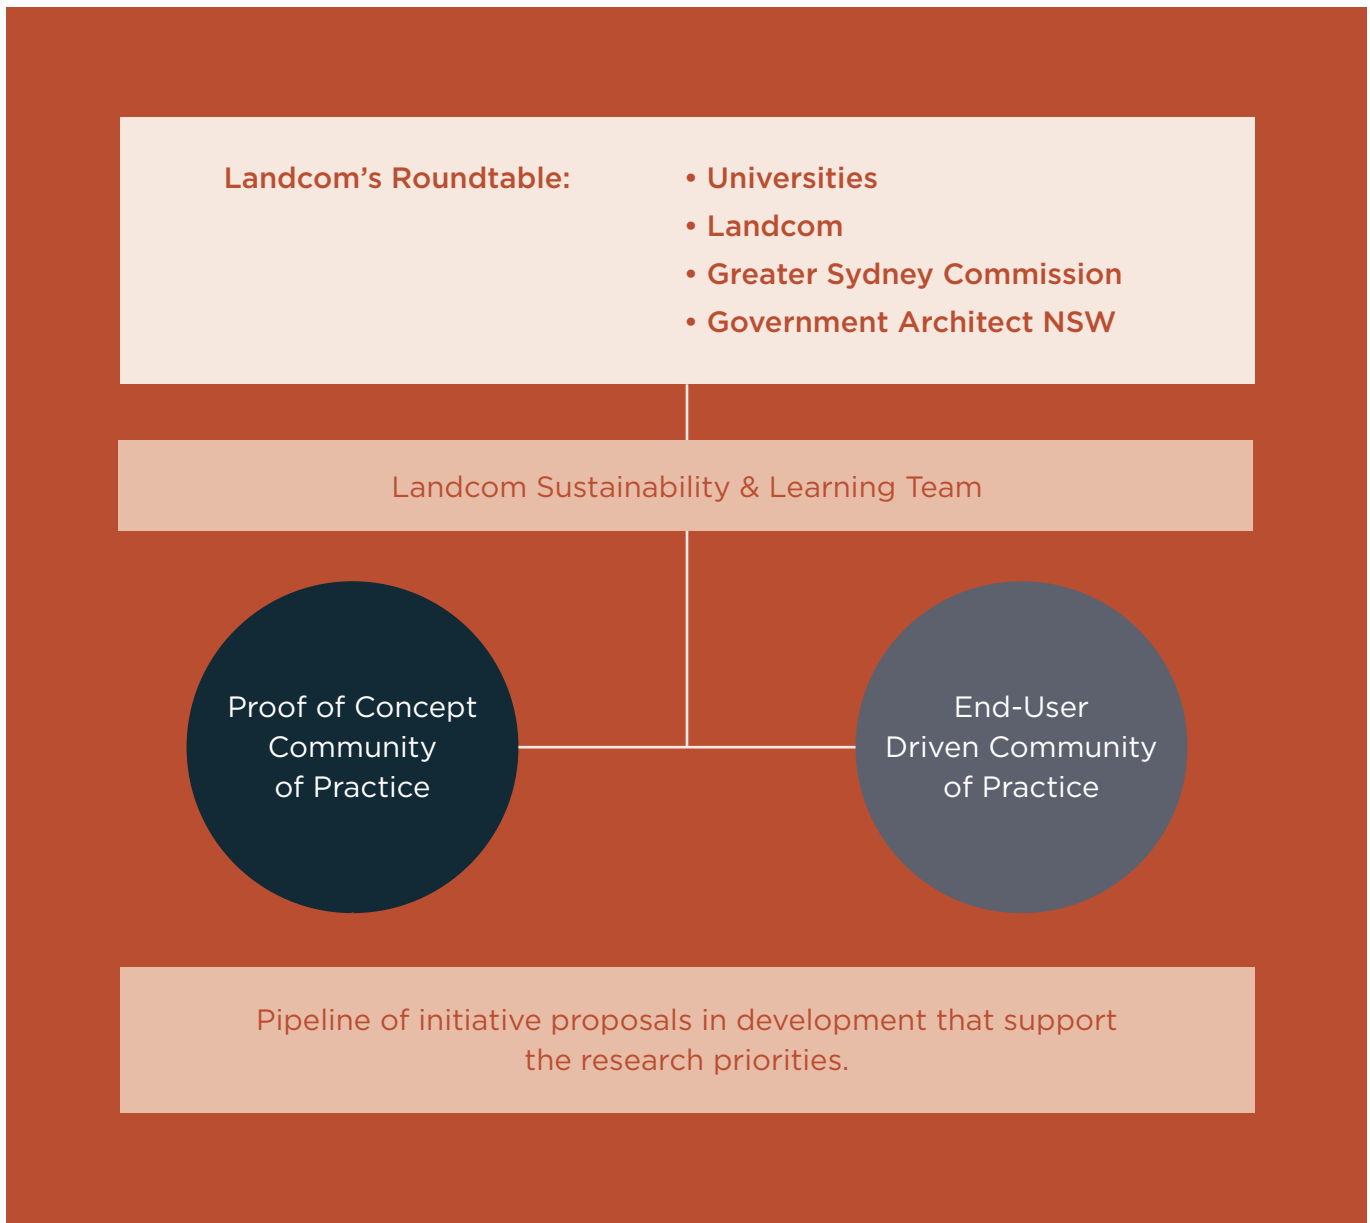 Landcom’s Roundtable:
• Universities
• Landcom
• Greater Sydney Commission
• Government Architect NSW
Landcom Sustainability & Learning Team
Proof of Concept
Community
of Practice
End-User
Driven Community
of Practice
Pipeline of initiative proposals in development that support
the research priorities.